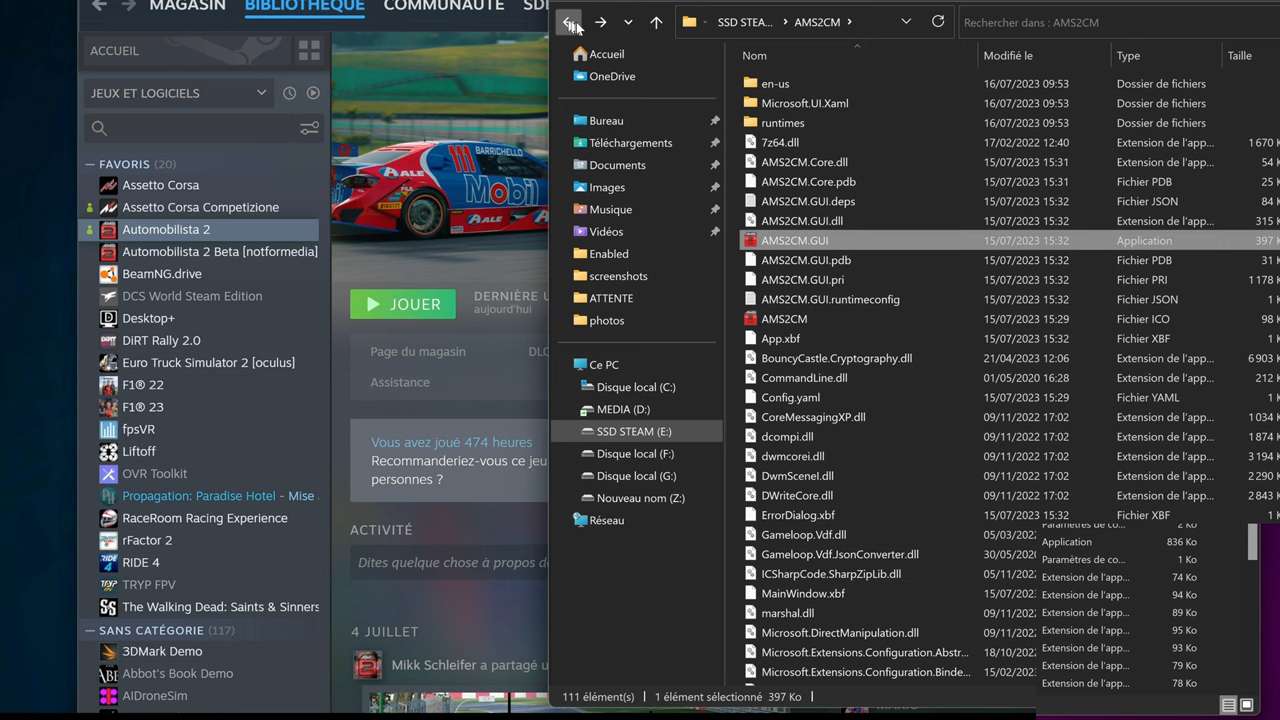 MAGASIN
BIBLIOTHÈQUE
COMMUNAUTÉ
ACCUEIL
JEUX ET LOGICIELS
FAVORIS (20)
Assetto Corsa
Assetto Corsa Competizione
Automobilista 2
Automobilista 2 Beta [notformedia]
BeamNG.drive
DCS World Steam Edition
Desktop+
DIRT Rally 2.0
Euro Truck Simulator 2 [oculus]
F1® 22
F1® 23
fpsVR
Liftoff
OVR Toolkit
Propagation: Paradise Hotel - Mise
RaceRoom Racing Experience
rFactor 2
RIDE 4
TRYP FPV
The Walking Dead: Saints & Sinners
SANS CATÉGORIE (117)
3DMark Demo
Abbot's Book Demo
AIDroneSim
BARRICHELLO
111
Mobil
ALE
ALE
JOUER
DERNIÈRE
aujourd'hui
Page du magasin
DLC
Assistance
Vous avez joué 474 heures
Recommanderiez-vous ce jeu
personnes ?
ACTIVITÉ
Dites quelque chose à propos d
4 JUILLET
Mikk Schleifer a partagé u
SSD STEA... > AMS2CM >
Rechercher dans : AMS2CM
Accueil
OneDrive
Bureau
Téléchargements
Documents
Images
Musique
Vidéos
Enabled
screenshots
ATTENTE
photos
Ce PC
Disque local (C:)
MEDIA (D:)
SSD STEAM (E:)
Disque local (F:)
Disque local (G:)
Nouveau nom (Z:)
Réseau
Nom Modifié le Type Taille
en-us 16/07/2023 09:53 Dossier de fichiers
Microsoft.UI.Xaml 16/07/2023 09:53 Dossier de fichiers
runtimes 16/07/2023 09:53 Dossier de fichiers
7z64.dll 17/02/2022 12:40 Extension de l'app... 1 670 K
AMS2CM.Core.dll 15/07/2023 15:31 Extension de l'app... 54 K
AMS2CM.Core.pdb 15/07/2023 15:31 Fichier PDB 25 K
AMS2CM.GUI.deps 15/07/2023 15:32 Fichier JSON 84 K
AMS2CM.GUI.dll 15/07/2023 15:32 Extension de l'app... 315 K
AMS2CM.GUI 15/07/2023 15:32 Application 397 K
AMS2CM.GUI.pdb 15/07/2023 15:32 Fichier PDB 31 K
AMS2CM.GUI.pri 15/07/2023 15:32 Fichier PRI 1 178 K
AMS2CM.GUI.runtimeconfig 15/07/2023 15:32 Fichier JSON 1 K
AMS2CM 15/07/2023 15:29 Fichier ICO 98 K
App.xbf 15/07/2023 15:32 Fichier XBF 1 K
BouncyCastle.Cryptography.dll 21/04/2023 12:06 Extension de l'app... 6 903 K
CommandLine.dll 01/05/2020 16:28 Extension de l'app... 212 K
Config.yaml 15/07/2023 15:29 Fichier YAML 1 K
CoreMessagingXP.dll 09/11/2022 17:02 Extension de l'app... 1 034 K
dcompi.dll 09/11/2022 17:02 Extension de l'app... 1 874 K
dwmcorei.dll 09/11/2022 17:02 Extension de l'app... 3 194 K
DwmSceneI.dll 09/11/2022 17:02 Extension de l'app... 2 290 K
DWriteCore.dll 09/11/2022 17:02 Extension de l'app... 2 843 K
ErrorDialog.xbf 15/07/2023 15:32 Fichier XBF 1 K
Gameloop.Vdf.dll 05/03/2022
Gameloop.Vdf.JsonConverter.dll 30/05/202
ICSharpCode.SharpZipLib.dll 05/11/202
MainWindow.xbf 15/07/202
marshal.dll 09/11/2022
Microsoft.DirectManipulation.dll 09/11/2022
Microsoft.Extensions.Configuration.Abstr... 18/10/2022
Microsoft.Extensions.Configuration.Binde... 15/02/202
Paramètres de co... 2 Ko
Application 836 Ko
Paramètres de co... 1 Ko
Extension de l'app... 74 Ko
Extension de l'app... 94 Ko
Extension de l'app... 89 Ko
Extension de l'app... 95 Ko
Extension de l'app... 93 Ko
Extension de l'app... 79 Ko
Extension de l'app... 78 Ko
111 élément(s) 1 élément sélectionné 397 Ko